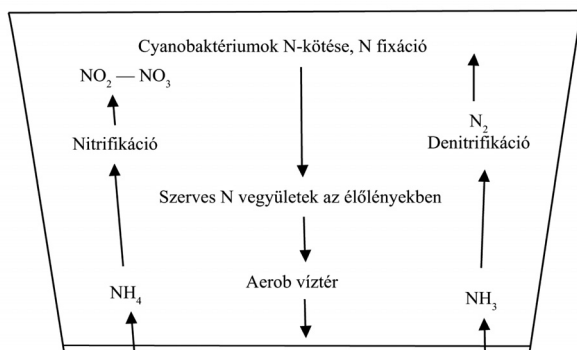 Cyanobaktériumok N-kötése, N fixáció
NO₂ — NO₃
Nitrifikáció
N₂
Denitrifikáció
Szerves N vegyületek az élőlényekben
Aerob víztér
NH₄
NH₃